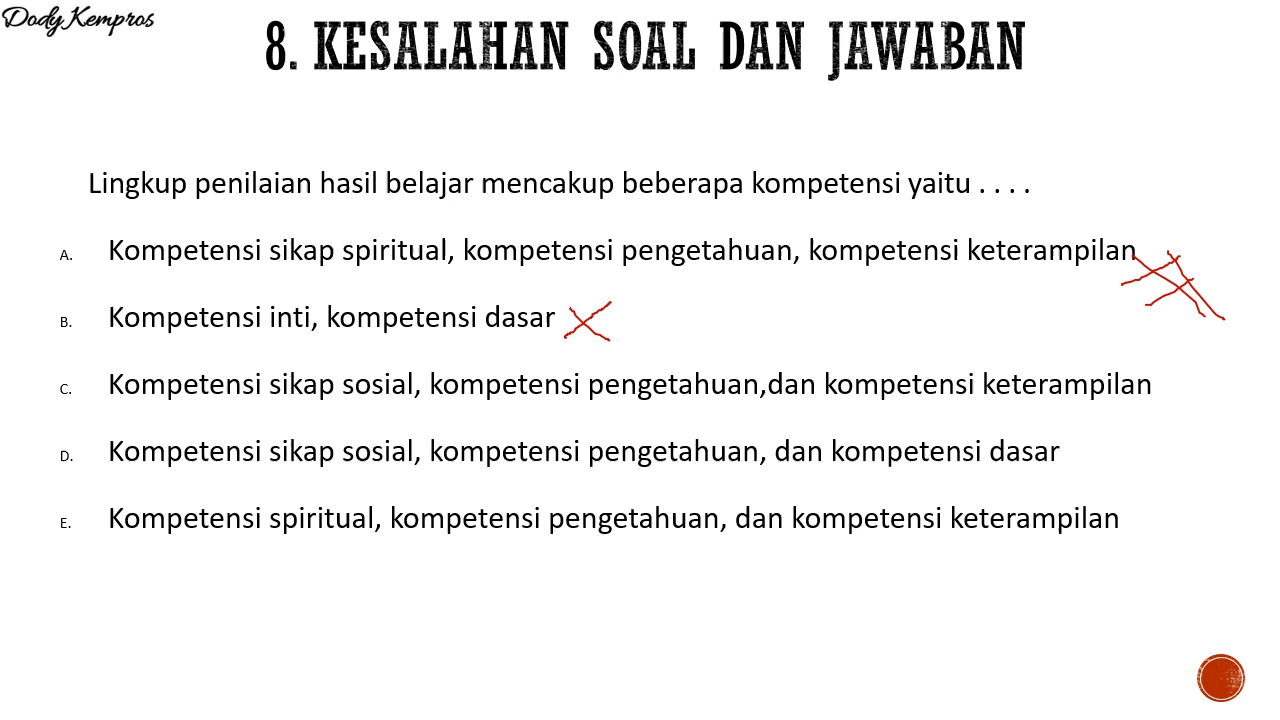 Dody Kempros
8. KESALAHAN SOAL DAN JAWABAN
Lingkup penilaian hasil belajar mencakup beberapa kompetensi yaitu . . . .
A. Kompetensi sikap spiritual, kompetensi pengetahuan, kompetensi keterampilan
B. Kompetensi inti, kompetensi dasar
C. Kompetensi sikap sosial, kompetensi pengetahuan,dan kompetensi keterampilan
D. Kompetensi sikap sosial, kompetensi pengetahuan, dan kompetensi dasar
E. Kompetensi spiritual, kompetensi pengetahuan, dan kompetensi keterampilan